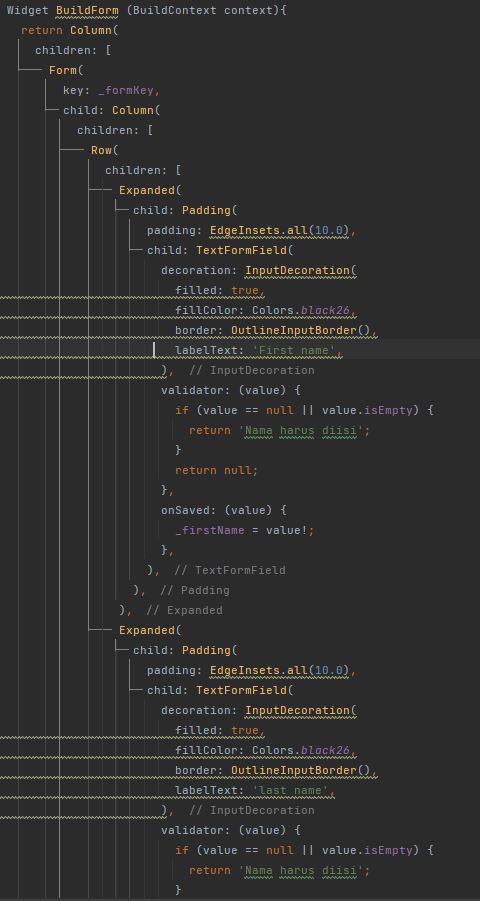 Widget BuildForm (BuildContext context){
return Column(
children: [
Form(
key: _formKey,
child: Column(
children: [
Row(
children: [
Expanded(
child: Padding(
padding: EdgeInsets.all(10.0),
child: TextFormField(
decoration: InputDecoration(
filled: true,
fillColor: Colors.black26,
border: OutlineInputBorder(),
labelText: 'First name',
), // InputDecoration
validator: (value) {
if (value == null || value.isEmpty) {
return 'Nama harus diisi';
}
return null;
},
onSaved: (value) {
_firstName = value!;
},
), // TextFormField
), // Padding
), // Expanded
Expanded(
child: Padding(
padding: EdgeInsets.all(10.0),
child: TextFormField(
decoration: InputDecoration(
filled: true,
fillColor: Colors.black26,
border: OutlineInputBorder(),
labelText: 'last name',
), // InputDecoration
validator: (value) {
if (value == null || value.isEmpty) {
return 'Nama harus diisi';
}